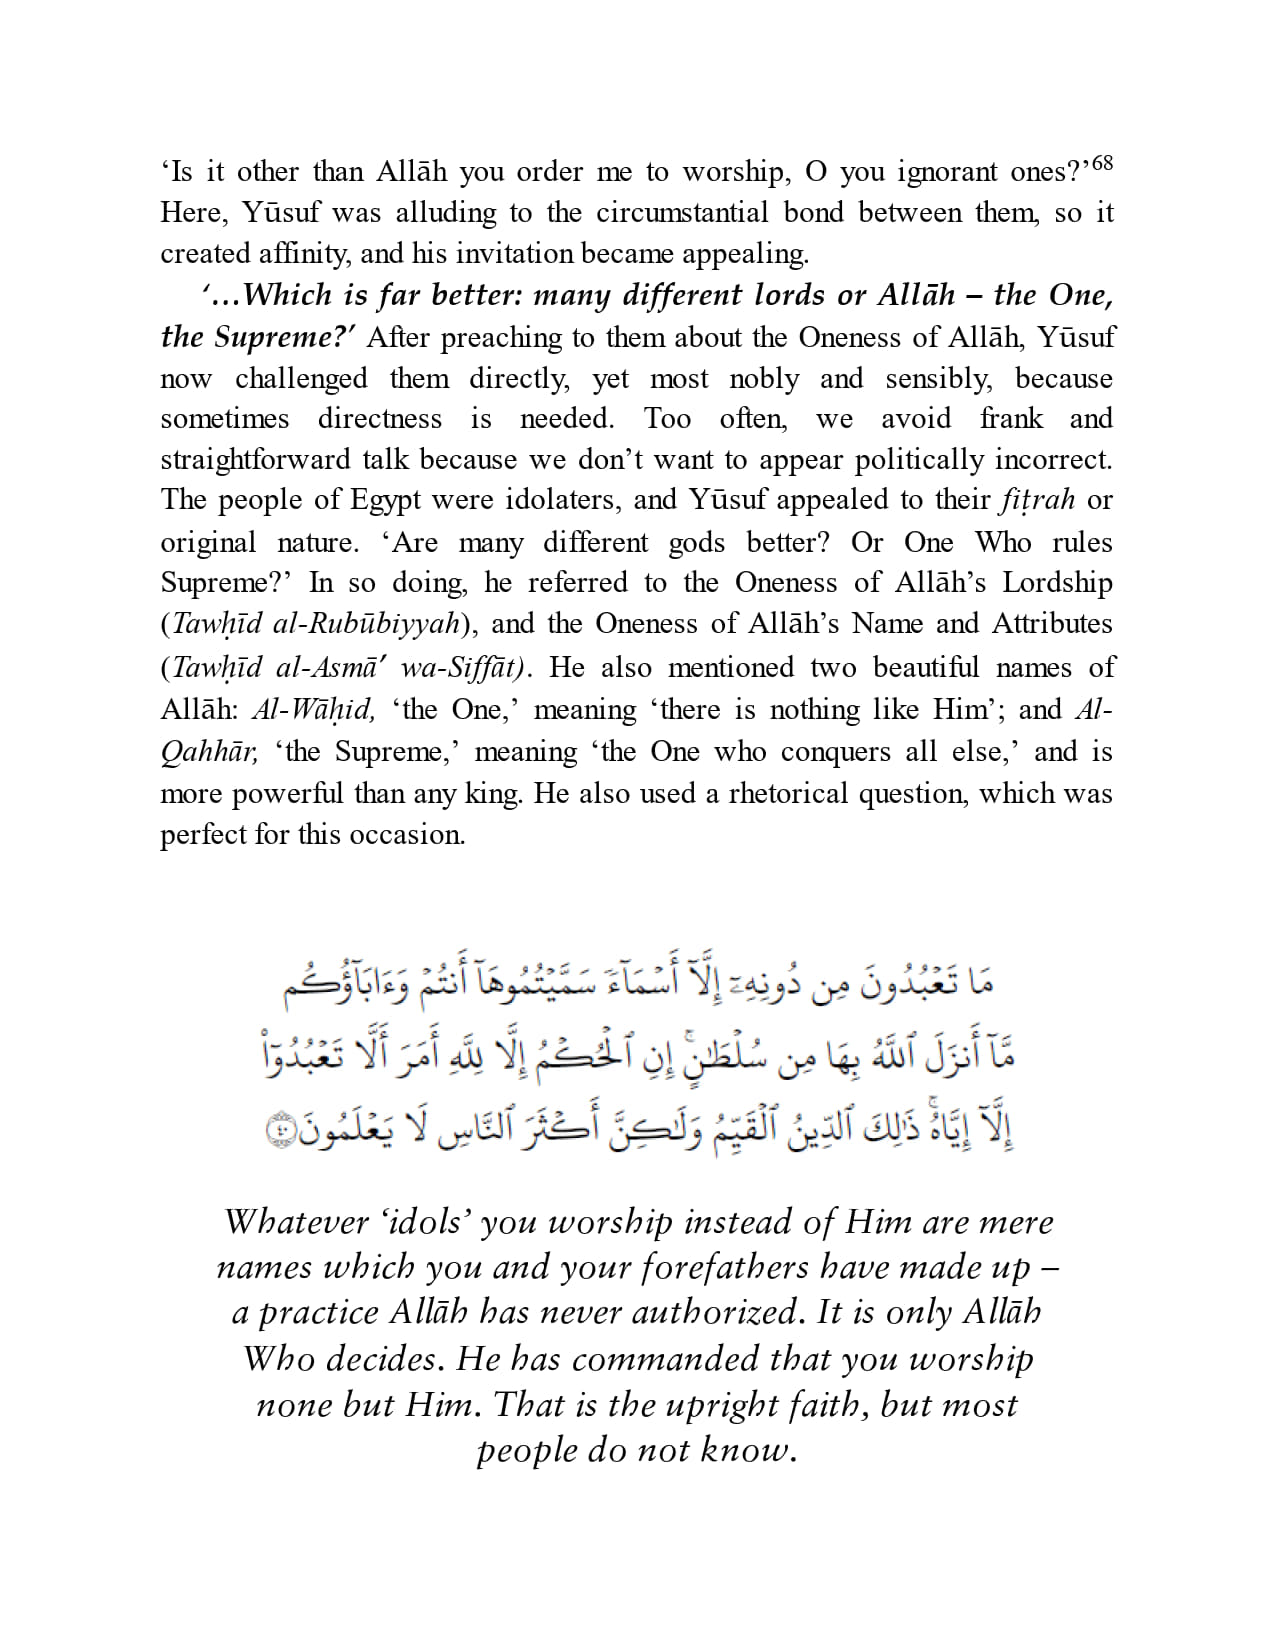 ‘Is it other than Allāh you order me to worship, O you ignorant ones?’68
Here, Yūsuf was alluding to the circumstantial bond between them, so it
created affinity, and his invitation became appealing.
‘…Which is far better: many different lords or Allāh – the One,
the Supreme?’ After preaching to them about the Oneness of Allāh, Yūsuf
now challenged them directly, yet most nobly and sensibly, because
sometimes directness is needed. Too often, we avoid frank and
straightforward talk because we don’t want to appear politically incorrect.
The people of Egypt were idolaters, and Yūsuf appealed to their fiṭrah or
original nature. ‘Are many different gods better? Or One Who rules
Supreme?’ In so doing, he referred to the Oneness of Allāh’s Lordship
(Tawḥīd al-Rubūbiyyah), and the Oneness of Allāh’s Name and Attributes
(Tawḥīd al-Asmā’ wa-Siffāt). He also mentioned two beautiful names of
Allāh: Al-Wāḥid, ‘the One,’ meaning ‘there is nothing like Him’; and Al-
Qahhār, ‘the Supreme,’ meaning ‘the One who conquers all else,’ and is
more powerful than any king. He also used a rhetorical question, which was
perfect for this occasion.
مَا تَعْبُدُونَ مِن دُونِهِۦٓ إِلَّآ أَسْمَآءً سَمَّيْتُمُوهَآ أَنتُمْ وَءَابَآؤُكُم
مَّآ أَنزَلَ ٱللَّهُ بِهَا مِن سُلْطَٰنٍۚ إِنِ ٱلْحُكْمُ إِلَّا لِلَّهِ أَمَرَ أَلَّا تَعْبُدُوٓا۟
إِلَّآ إِيَّاهُۚ ذَٰلِكَ ٱلدِّينُ ٱلْقَيِّمُ وَلَٰكِنَّ أَكْثَرَ ٱلنَّاسِ لَا يَعْلَمُونَ ٤٠
Whatever ‘idols’ you worship instead of Him are mere
names which you and your forefathers have made up –
a practice Allāh has never authorized. It is only Allāh
Who decides. He has commanded that you worship
none but Him. That is the upright faith, but most
people do not know.